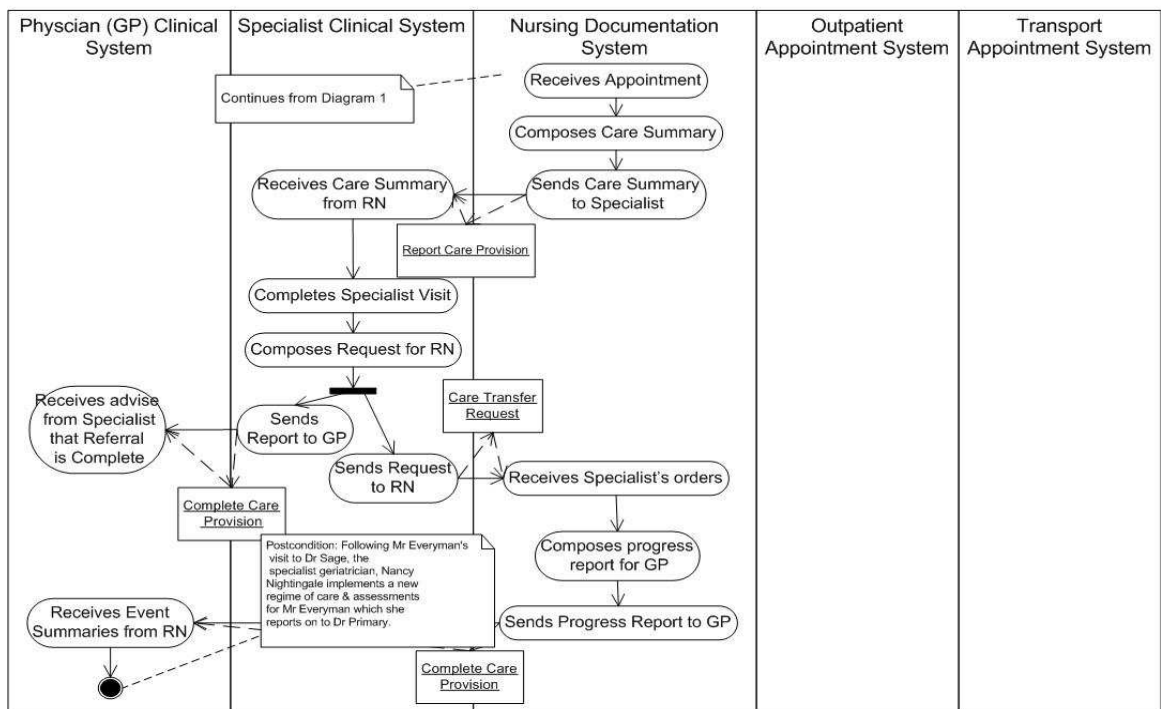 Physcian (GP) Clinical
System
Specialist Clinical System
Nursing Documentation
System
Outpatient
Appointment System
Transport
Appointment System
Continues from Diagram 1
Receives Appointment
Composes Care Summary
Receives Care Summary
from RN
Sends Care Summary
to Specialist
Report Care Provision
Completes Specialist Visit
Composes Request for RN
Care Transfer
Request
Receives advise
from Specialist
that Referral
is Complete
Sends
Report to GP
Sends Request
to RN
Receives Specialist's orders
Complete Care
Provision
Composes progress
report for GP
Postcondition: Following Mr Everyman's
visit to Dr Sage, the
specialist geriatrician, Nancy
Nightingale implements a new
regime of care & assessments
for Mr Everyman which she
reports on to Dr Primary.
Receives Event
Summaries from RN
Sends Progress Report to GP
Complete Care
Provision